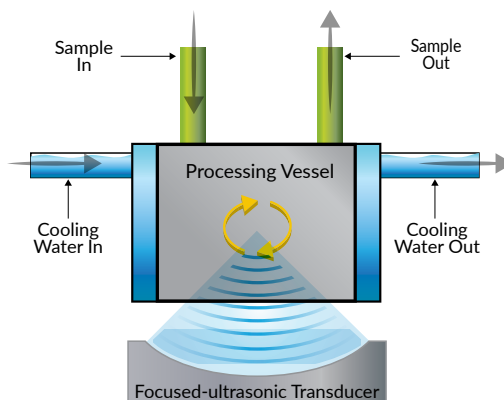 Sample
In
Sample
Out
Processing Vessel
Cooling
Water In
Cooling
Water Out
Focused-ultrasonic Transducer